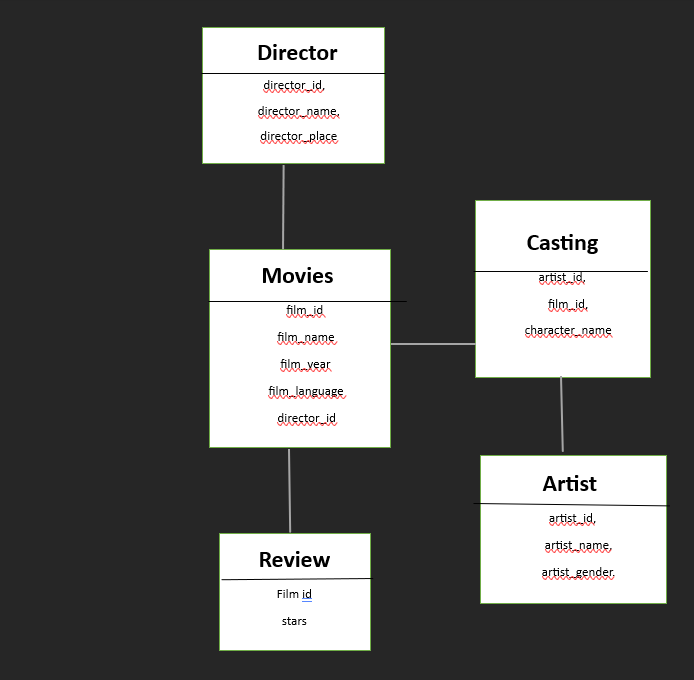 Director
director_id,
director_name,
director_place
Movies
film_id
film_name
film_year
film_language
director_id
Casting
artist_id,
film_id,
character_name
Artist
artist_id,
artist_name,
artist_gender.
Review
Film id
stars